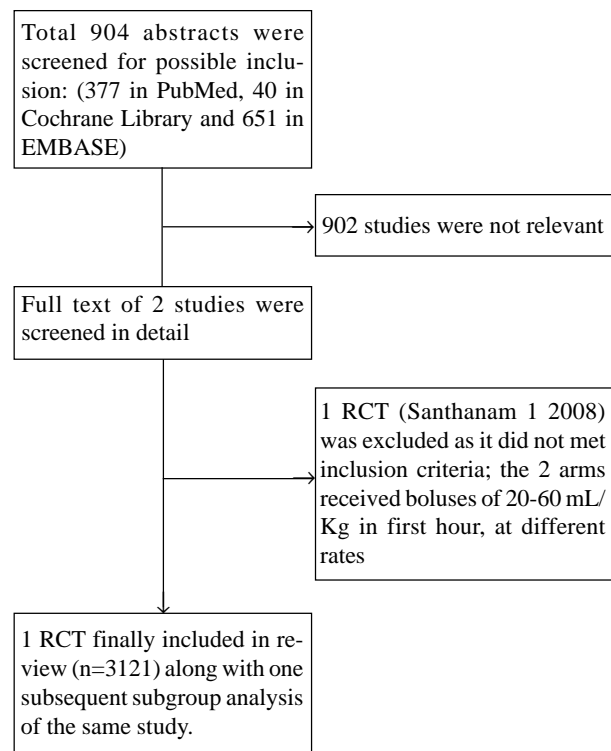 Total 904 abstracts were
screened for possible inclu-
sion: (377 in PubMed, 40 in
Cochrane Library and 651 in
EMBASE)
902 studies were not relevant
Full text of 2 studies were
screened in detail
1 RCT (Santhanam 1 2008)
was excluded as it did not met
inclusion criteria; the 2 arms
received boluses of 20-60 mL/
Kg in first hour, at different
rates
1 RCT finally included in re-
view (n=3121) along with one
subsequent subgroup analysis
of the same study.